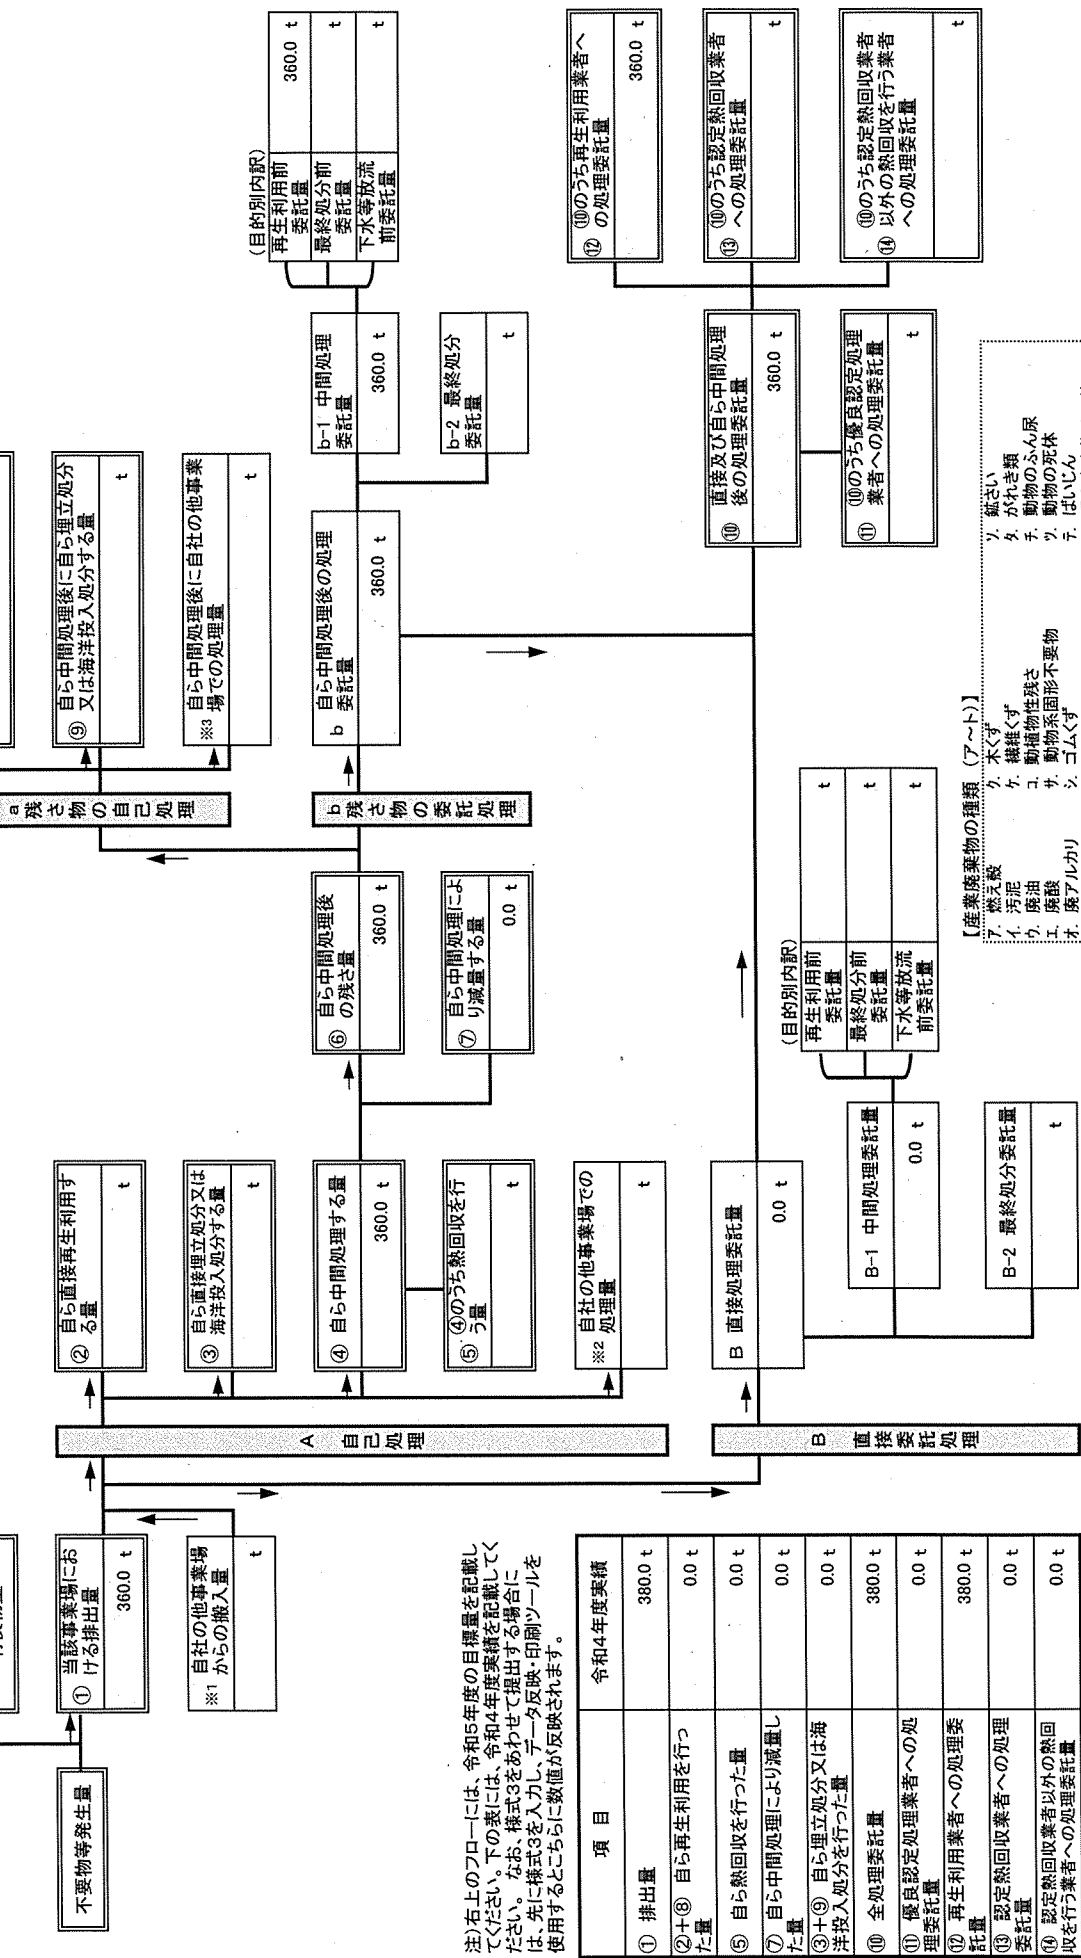 不要物等発生量
① 当該事業場にお
ける排出量
360.0 t
※1 自社の他事業場
からの搬入量
t
A 自己処理
B 直接委託処理
② 自ら直接再生利用す
る量
t
③ 自ら直接埋立処分又は
海洋投入処分する量
t
④ 自ら中間処理する量
360.0 t
⑤ ④のうち熱回収を行
う量
t
※2 自社の他事業場での
処理量
t
B 直接処理委託量
0.0 t
B-1 中間処理委託量
0.0 t
B-2 最終処分委託量
t
(目的別内訳)
再生利用前
委託量
t
最終処分前
委託量
t
下水等放流
前委託量
t
⑥ 自ら中間処理後
の残さ量
360.0 t
⑦ 自ら中間処理によ
り減量する量
0.0 t
a 残さ物の自己処理
b 残さ物の委託処理
⑨ 自ら中間処理後に自ら埋立処分
又は海洋投入処分する量
t
※3 自ら中間処理後に自社の他事業
場での処理量
t
b 自ら中間処理後の処理
委託量
360.0 t
b-1 中間処理
委託量
360.0 t
b-2 最終処分
委託量
t
(目的別内訳)
再生利用前
委託量
360.0 t
最終処分前
委託量
t
下水等放流
前委託量
t
⑩ 直接及び自ら中間処理
後の処理委託量
360.0 t
⑪ ⑩のうち優良認定処理
業者への処理委託量
t
⑫ ⑩のうち再生利用業者へ
の処理委託量
360.0 t
⑬ ⑩のうち認定熱回収業者
への処理委託量
t
⑭ ⑩のうち認定熱回収業者
以外の熱回収を行う業者
への処理委託量
t
注)右上のフローには、令和5年度の目標量を記載し
てください。下の表には、令和4年度実績を記載してく
ださい。 なお、様式3をあわせて提出する場合に
は、先に様式3を入力し、データ反映・印刷ツールを
使用するとこちらに数値が反映されます。
項 目 令和4年度実績
① 排出量 380.0 t
②+⑧ 自ら再生利用を行っ
た量 0.0 t
⑤ 自ら熱回収を行った量 0.0 t
⑦ 自ら中間処理により減量し
た量 0.0 t
③+⑨ 自ら埋立処分又は海
洋投入処分を行った量 0.0 t
⑩ 全処理委託量 380.0 t
⑪ 優良認定処理業者への処
理委託量 0.0 t
⑫ 再生利用業者への処理委
託量 380.0 t
⑬ 認定熱回収業者への処理
委託量 0.0 t
⑭ 認定熱回収業者以外の熱回
収を行う業者への処理委託量 0.0 t
【産業廃棄物の種類 (ア~ト)】
ア. 燃え殻
イ. 汚泥
ウ. 廃油
エ. 廃酸
オ. 廃アルカリ
ク. 木くず
ケ. 繊維くず
コ. 動植物性残さ
サ. 動物系固形不要物
シ. ゴムくず
ソ. 鉱さい
タ. がれき類
チ. 動物のふん尿
ツ. 動物の死体
テ. ばいじん